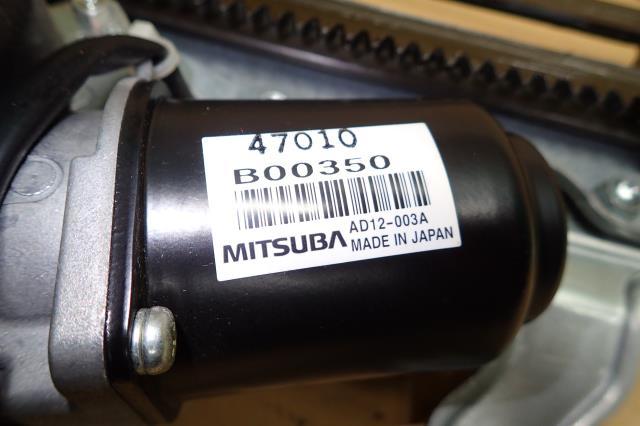 47010
B00350
AD12-003A
MITSUBA MADE IN JAPAN